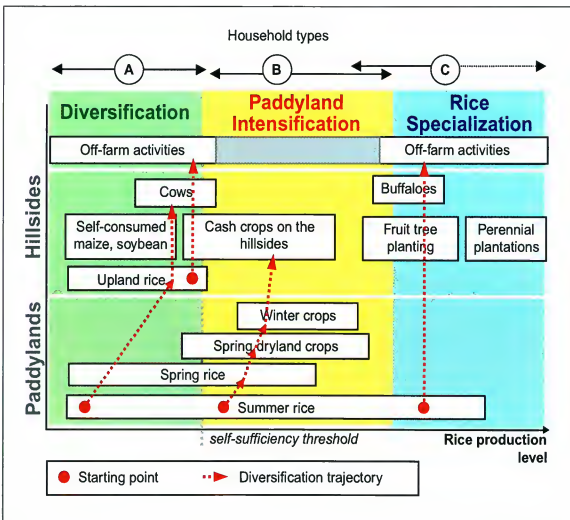 Household types
A
B
C
Diversification
Paddyland
Intensification
Rice
Specialization
Off-farm activities
Off-farm activities
Hillsides
Cows
Buffaloes
Self-consumed
maize, soybean
Cash crops on the
hillsides
Fruit tree
planting
Perennial
plantations
Upland rice
Paddylands
Winter crops
Spring dryland crops
Spring rice
Summer rice
self-sufficiency threshold
Rice production
level
Starting point
Diversification trajectory